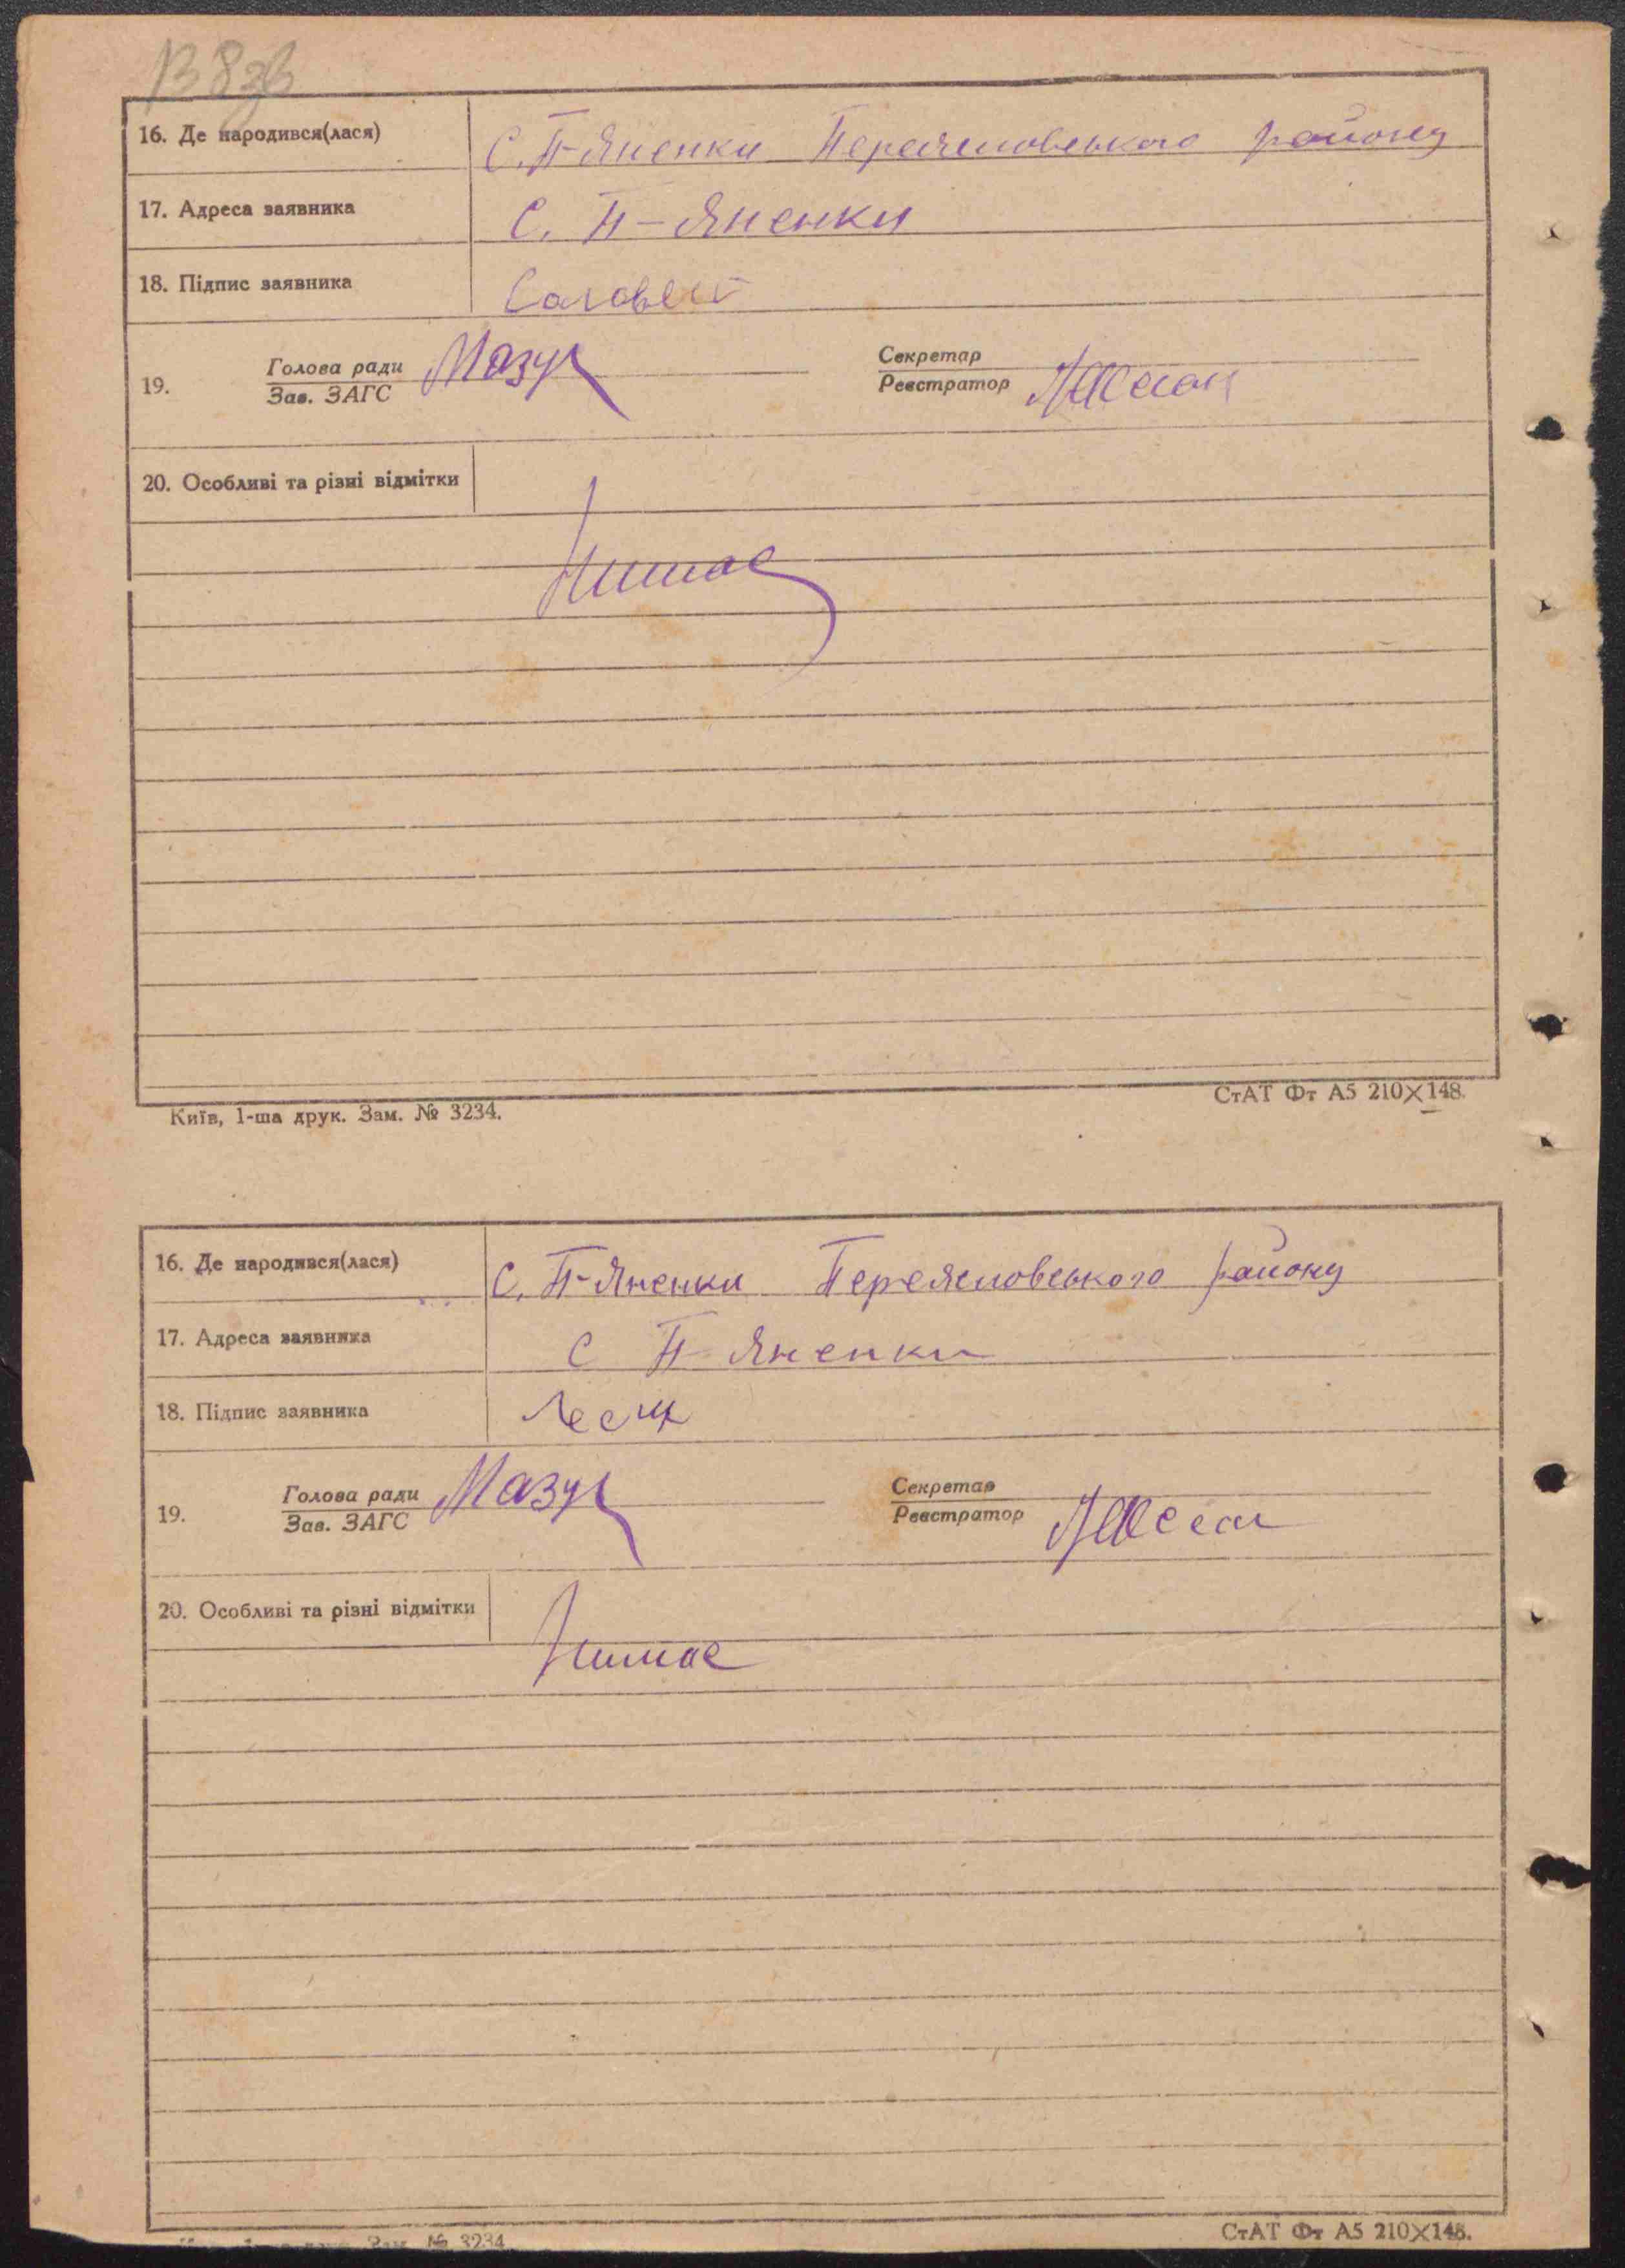 16. Де народився(лася) С. П-Яненки Переяславського району
17. Адреса заявника С. П-Яненки
18. Підпис заявника Соловей
Голова ради Мазур Секретар
19.
Зав. ЗАГС Реєстратор
20. Особливі та різні відмітки
Немає
Київ, 1-ша друк. Зам. № 3234. СтАТ Фт А5 210×148.
16. Де народився(лася) С. П-Яненки Переясловського району
17. Адреса заявника С П-Яненки
18. Підпис заявника
Голова ради Мазур Секретар
19.
Зав. ЗАГС Реєстратор
20. Особливі та різні відмітки
Немає
Зам. № 3234 СтАТ Фт А5 210×148.